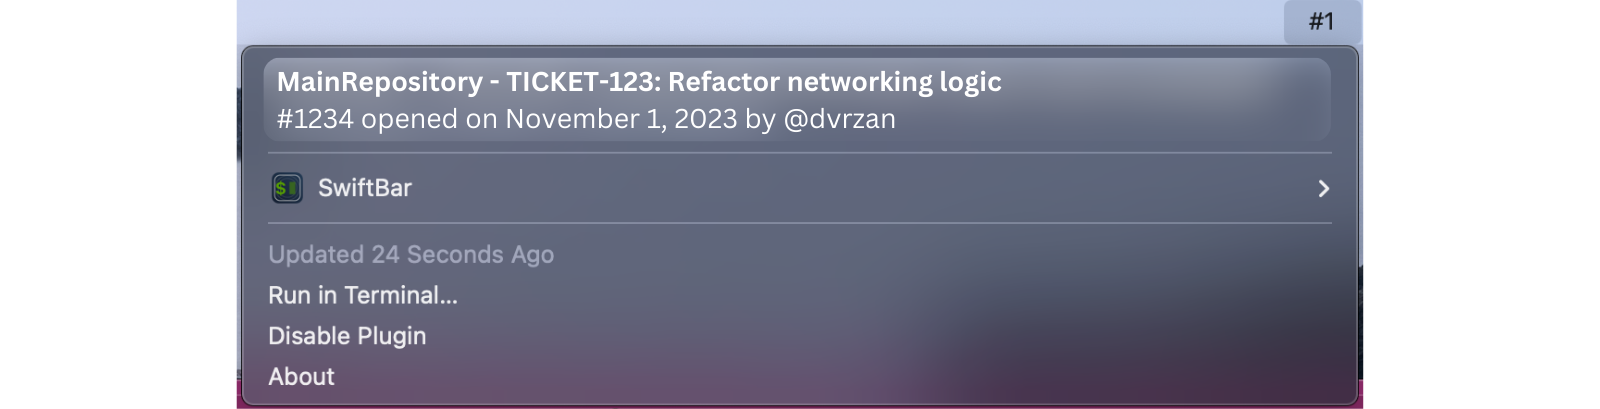 #1
MainRepository - TICKET-123: Refactor networking logic
#1234 opened on November 1, 2023 by @dvrzan
$
SwiftBar
Updated 24 Seconds Ago
Run in Terminal...
Disable Plugin
About